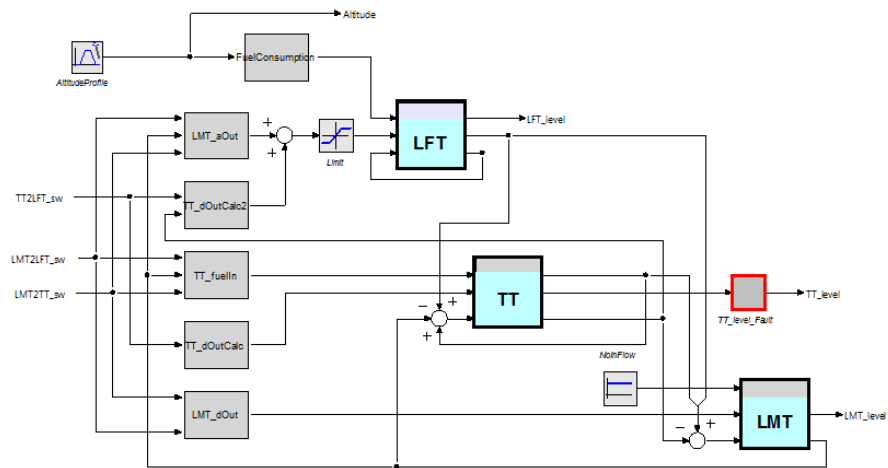 Altitude
FuelConsumption
AltitudeProfile
LFT_level
+
LMT_aOut
LFT
+
Limit
TT2LFT_sw
TT_dOutCalc2
LMT2LFT_sw
TT_fuelIn
TT
LMT2TT_sw
− +
TT_level
+
TT_level_Fault
TT_dOutCalc
NoInFlow
LMT_dOut
LMT
LMT_level
− +